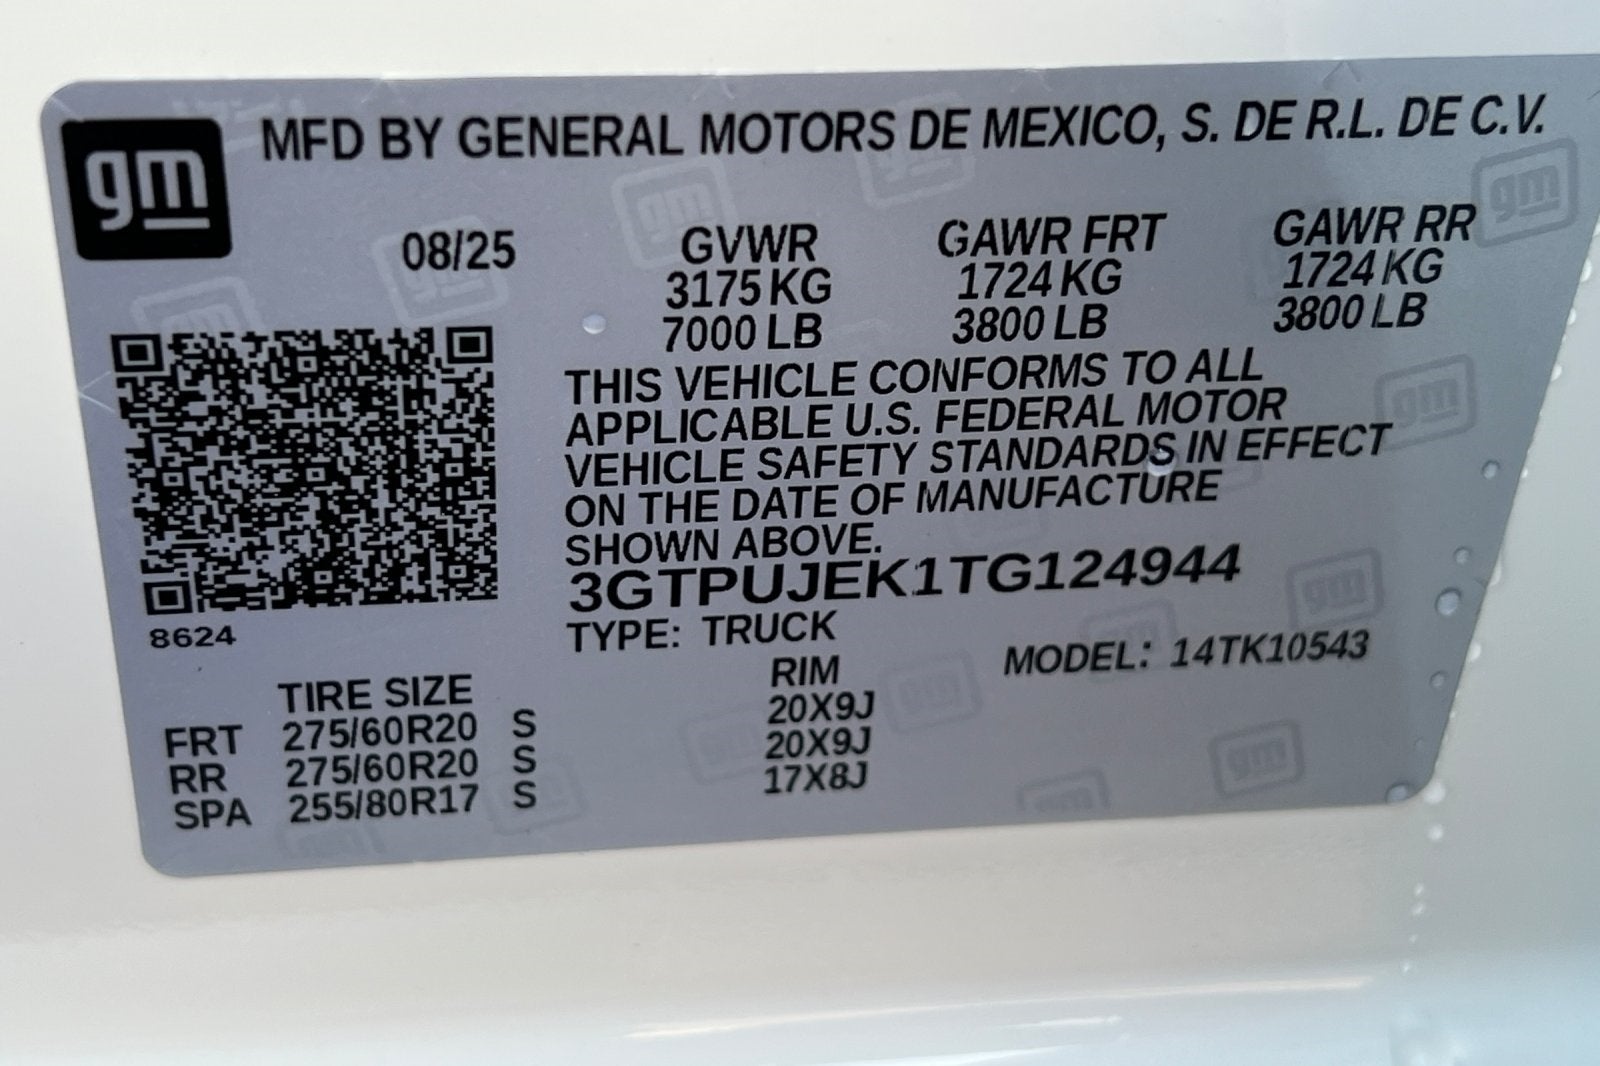 gm MFD BY GENERAL MOTORS DE MEXICO, S. DE R.L. DE C.V.
08/25 GVWR GAWR FRT GAWR RR
3175 KG 1724 KG 1724 KG
7000 LB 3800 LB 3800 LB
THIS VEHICLE CONFORMS TO ALL
APPLICABLE U.S. FEDERAL MOTOR
VEHICLE SAFETY STANDARDS IN EFFECT
ON THE DATE OF MANUFACTURE
SHOWN ABOVE.
3GTPUJEK1TG124944
8624 TYPE: TRUCK
MODEL: 14TK10543
TIRE SIZE RIM
FRT 275/60R20 S 20X9J
RR 275/60R20 S 20X9J
SPA 255/80R17 S 17X8J